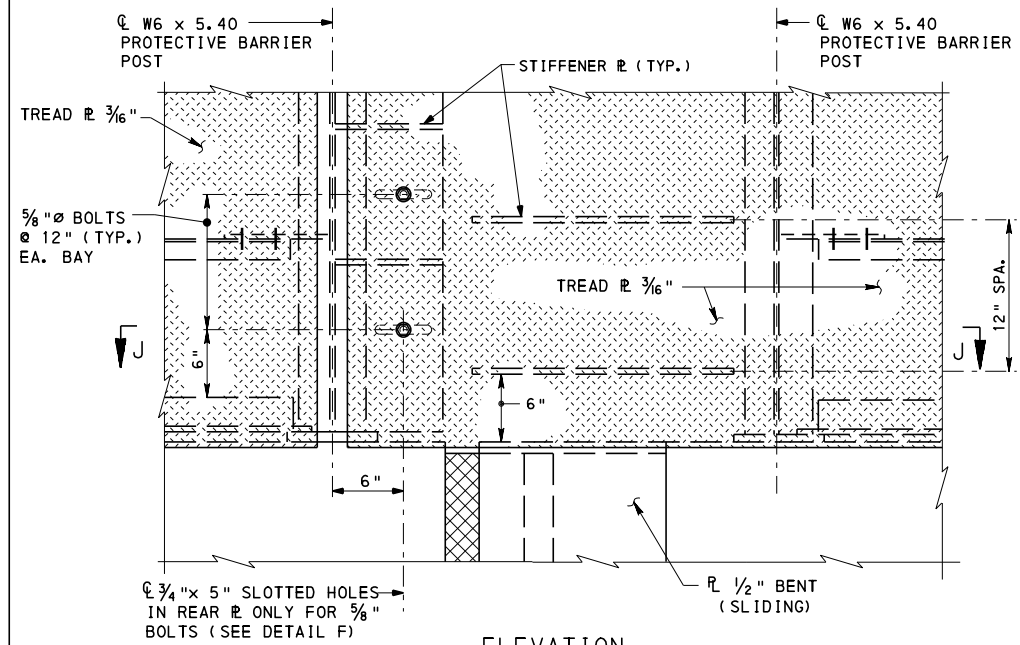 ℄ W6 x 5.40
PROTECTIVE BARRIER
POST
℄ W6 x 5.40
PROTECTIVE BARRIER
POST
STIFFENER ⅊ (TYP.)
TREAD ⅊ 3/16"
5/8"Ø BOLTS
@ 12" (TYP.)
EA. BAY
TREAD ⅊ 3/16"
12" SPA.
J
J
6"
6"
6"
℄ 3/4"x 5" SLOTTED HOLES
IN REAR ⅊ ONLY FOR 5/8"
BOLTS (SEE DETAIL F)
⅊ 1/2" BENT
(SLIDING)
ELEVATION